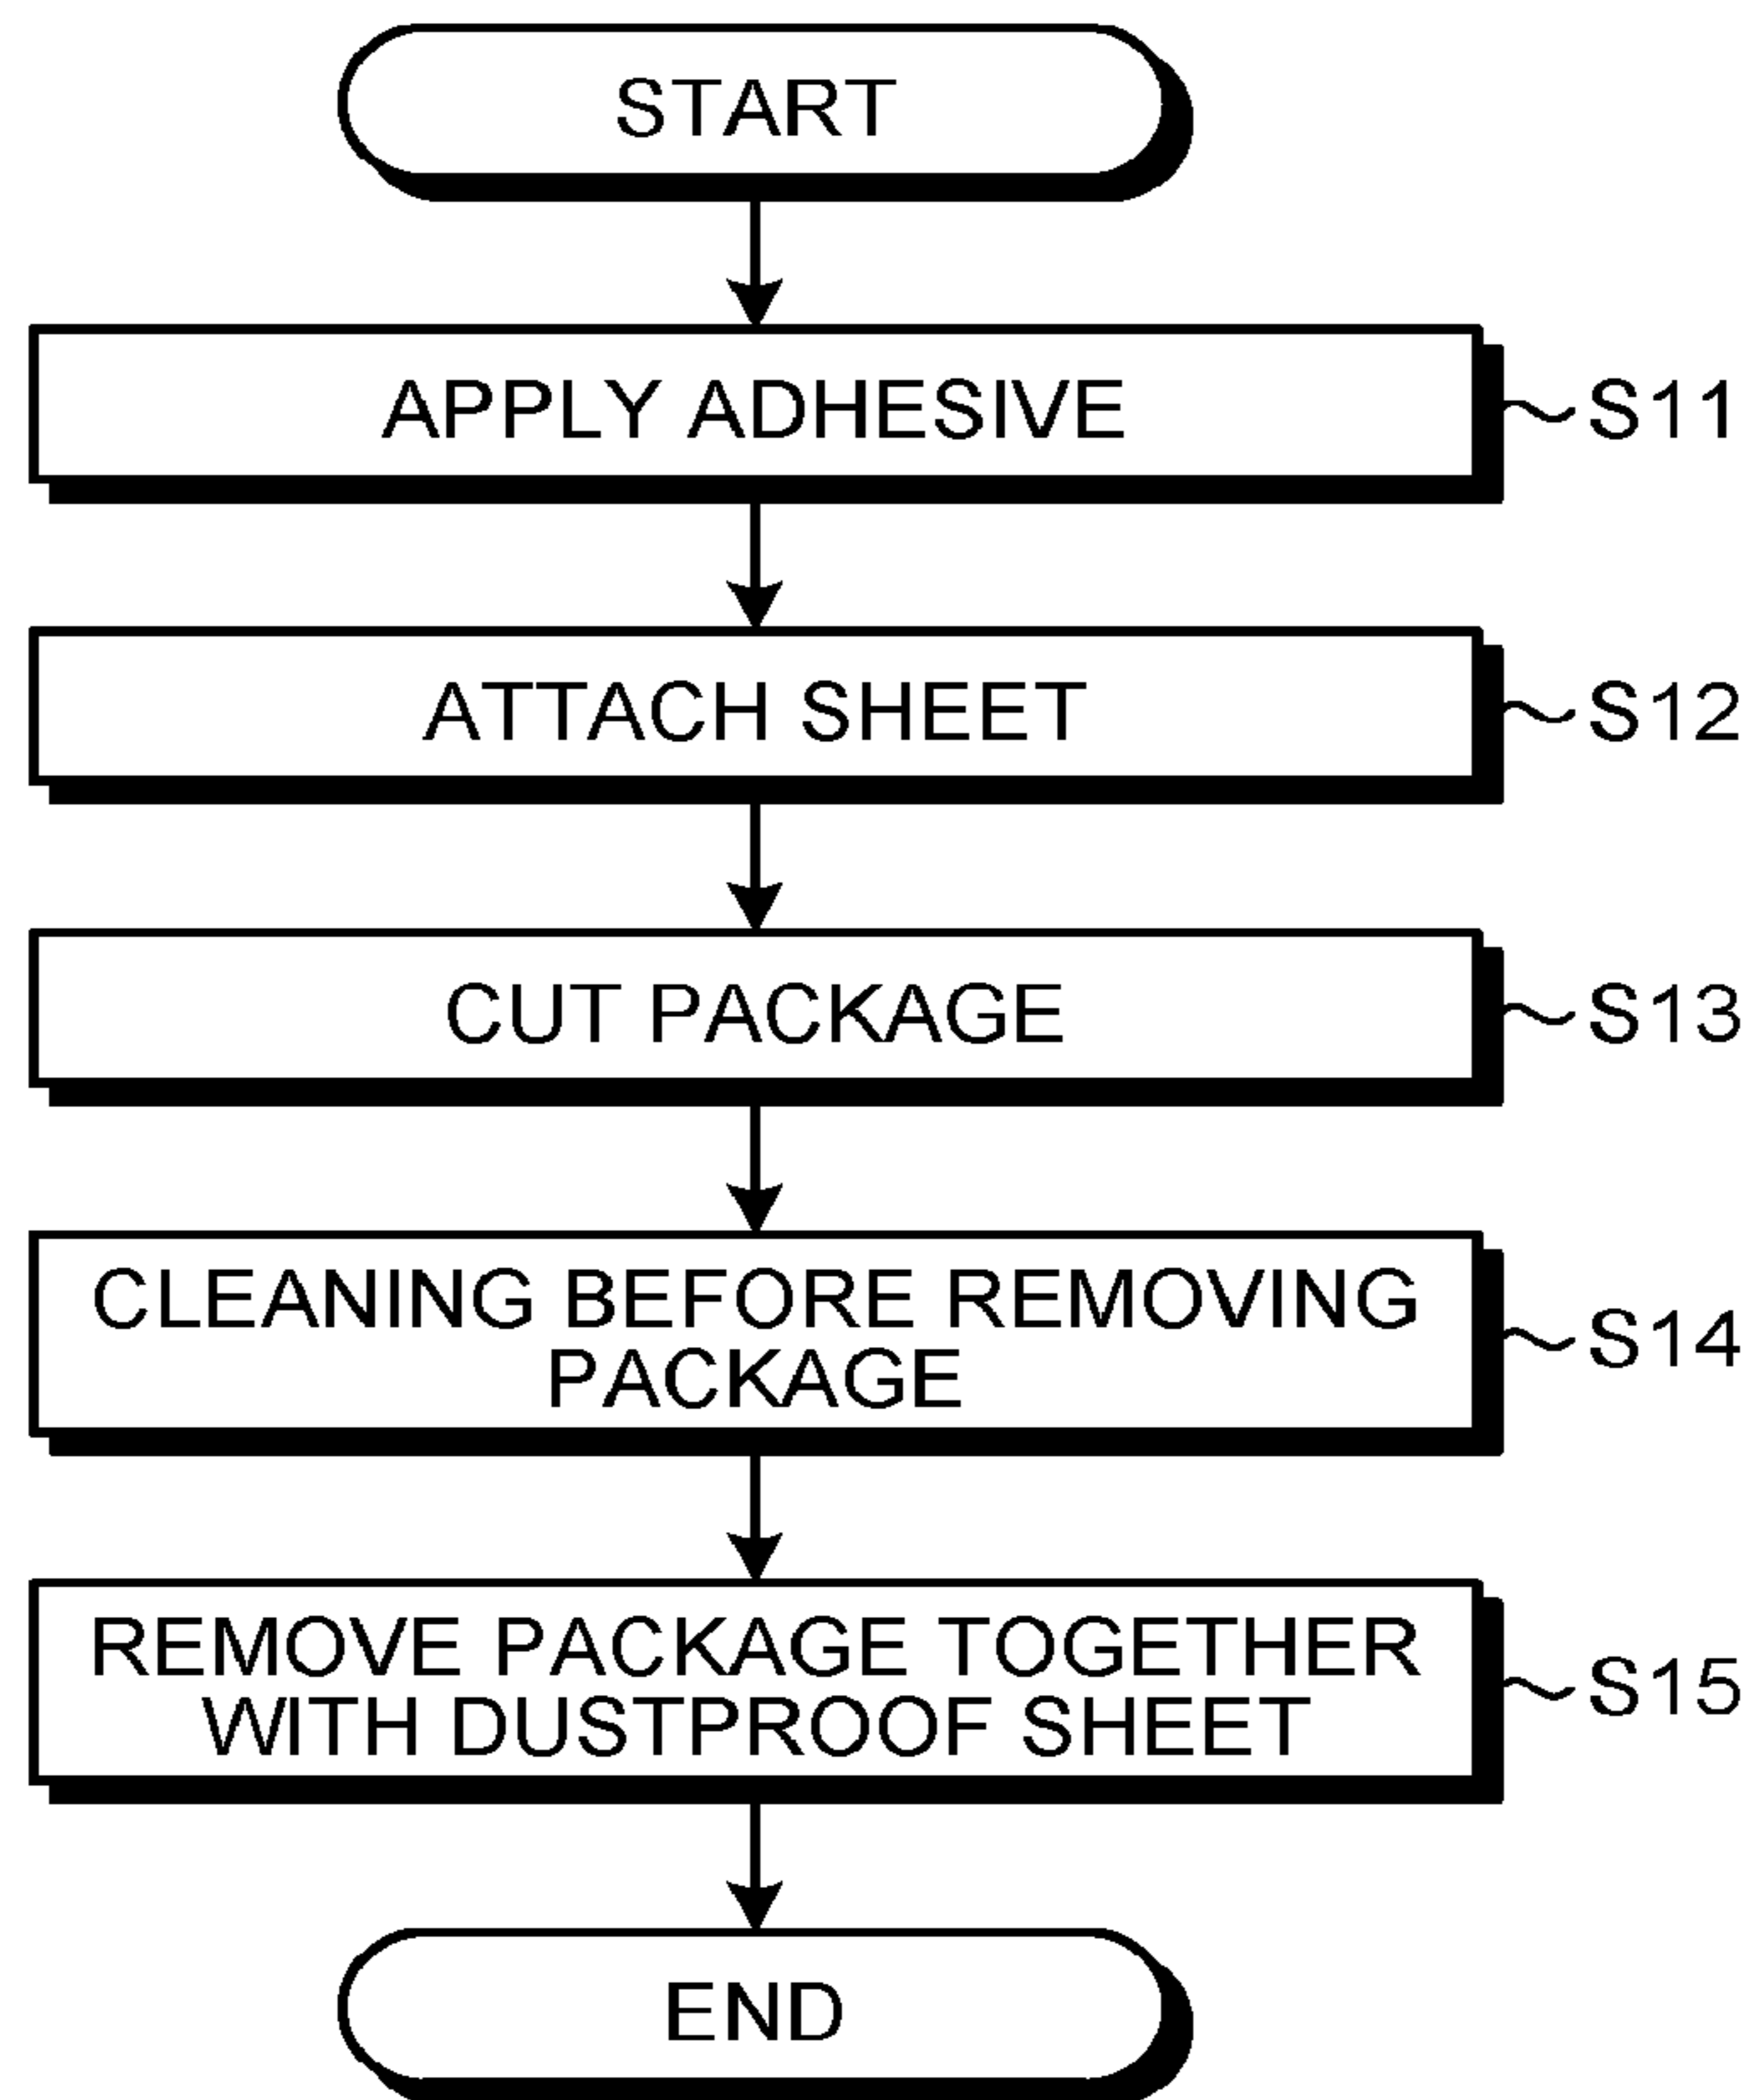 START
APPLY ADHESIVE
S11
ATTACH SHEET
S12
CUT PACKAGE
S13
CLEANING BEFORE REMOVING
PACKAGE
S14
REMOVE PACKAGE TOGETHER
WITH DUSTPROOF SHEET
S15
END